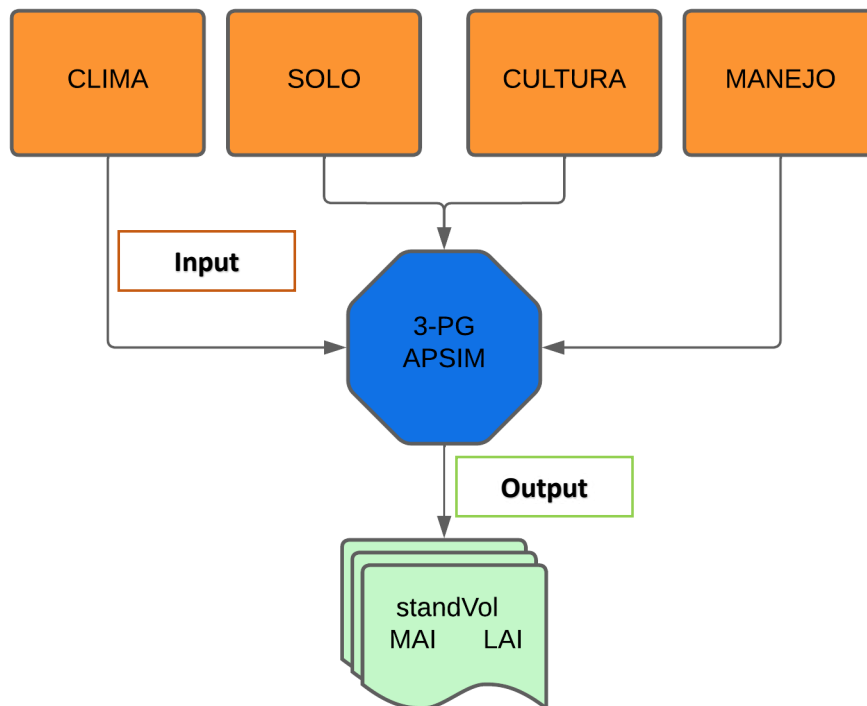 CLIMA
SOLO
CULTURA
MANEJO
Input
3-PG
APSIM
Output
standVol
MAI LAI